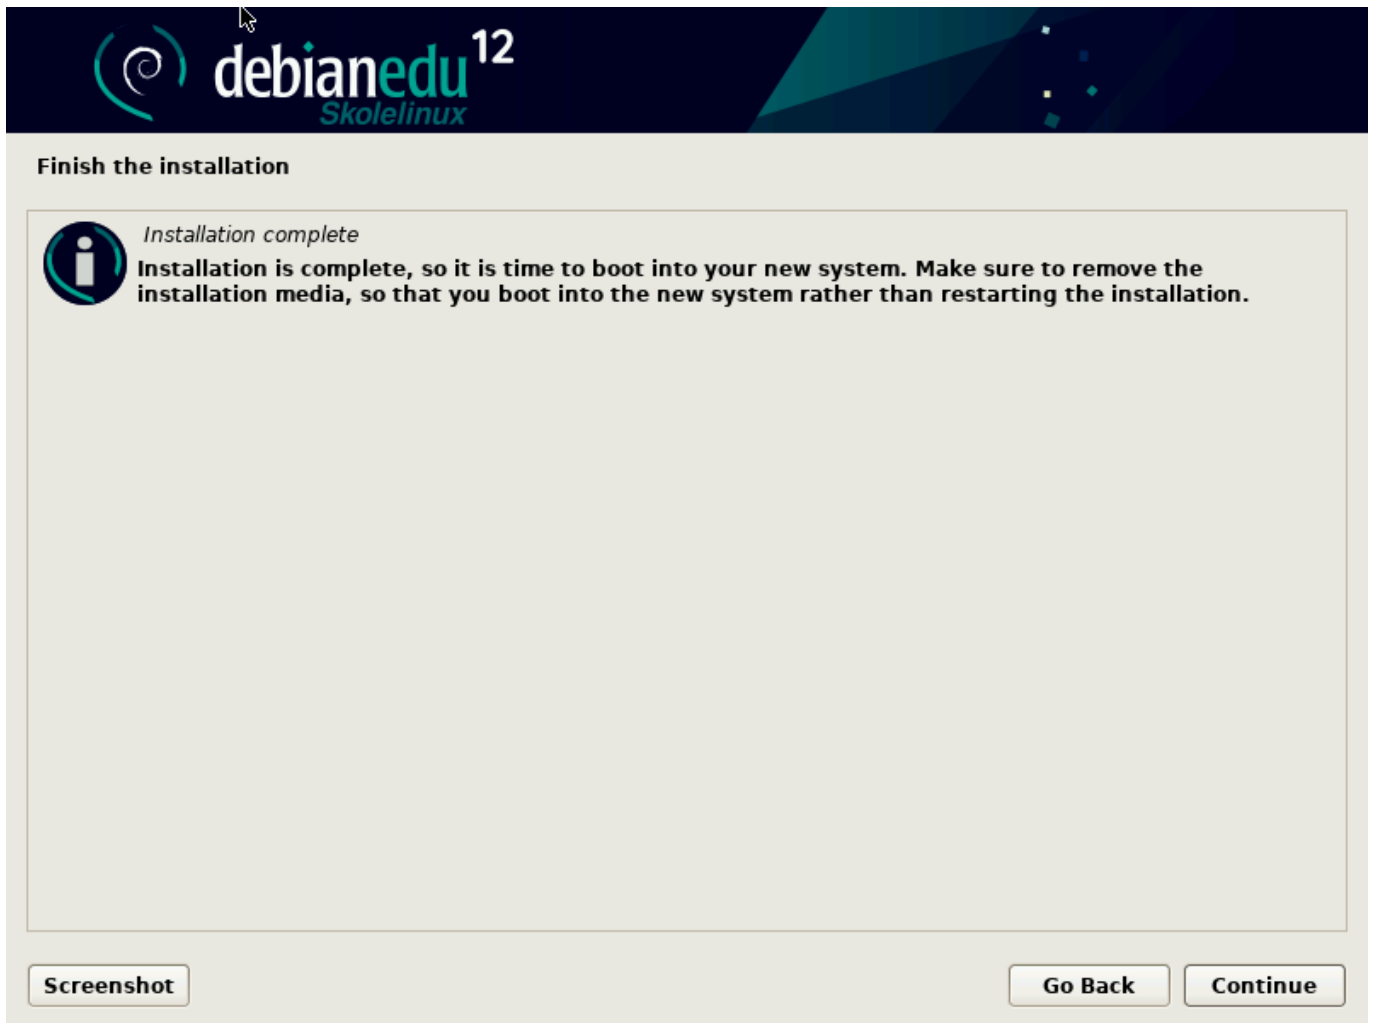 debianedu 12
Skolelinux
Finish the installation
Installation complete
Installation is complete, so it is time to boot into your new system. Make sure to remove the
installation media, so that you boot into the new system rather than restarting the installation.
Screenshot
Go Back
Continue